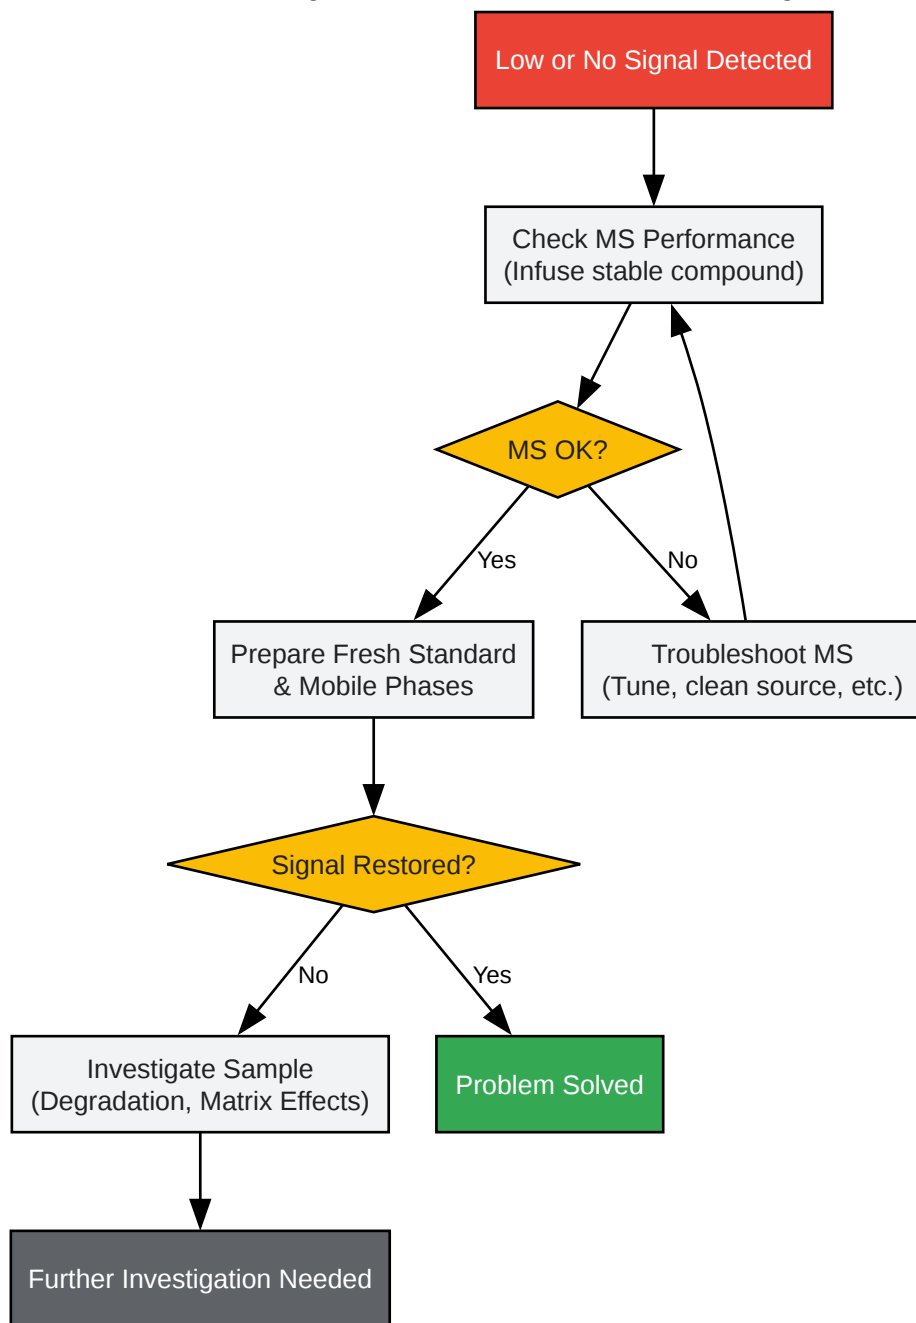 Low or No Signal Detected
Check MS Performance
(Infuse stable compound)
MS OK?
Yes
No
Prepare Fresh Standard
& Mobile Phases
Troubleshoot MS
(Tune, clean source, etc.)
Signal Restored?
No
Yes
Investigate Sample
(Degradation, Matrix Effects)
Problem Solved
Further Investigation Needed